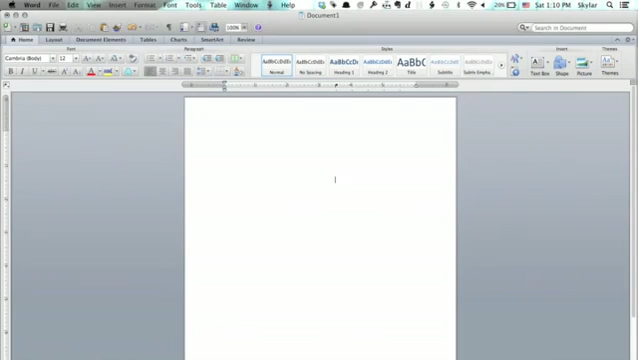 Word File Edit View Insert Format Font Tools Table Window Help 20% Sat 1:10 PM Skylar
Document1
100% Search in Document
Home Layout Document Elements Tables Charts SmartArt Review
Font Paragraph Styles Insert Themes
Cambria (Body) 12
AaBbCcDdEe AaBbCcDdEe AaBbCcDc AaBbCcDdEe AaBbC
B I U
Normal No Spacing Heading 1 Heading 2 Title Subtitle Subtle Empha... Text Box Shape Picture Themes